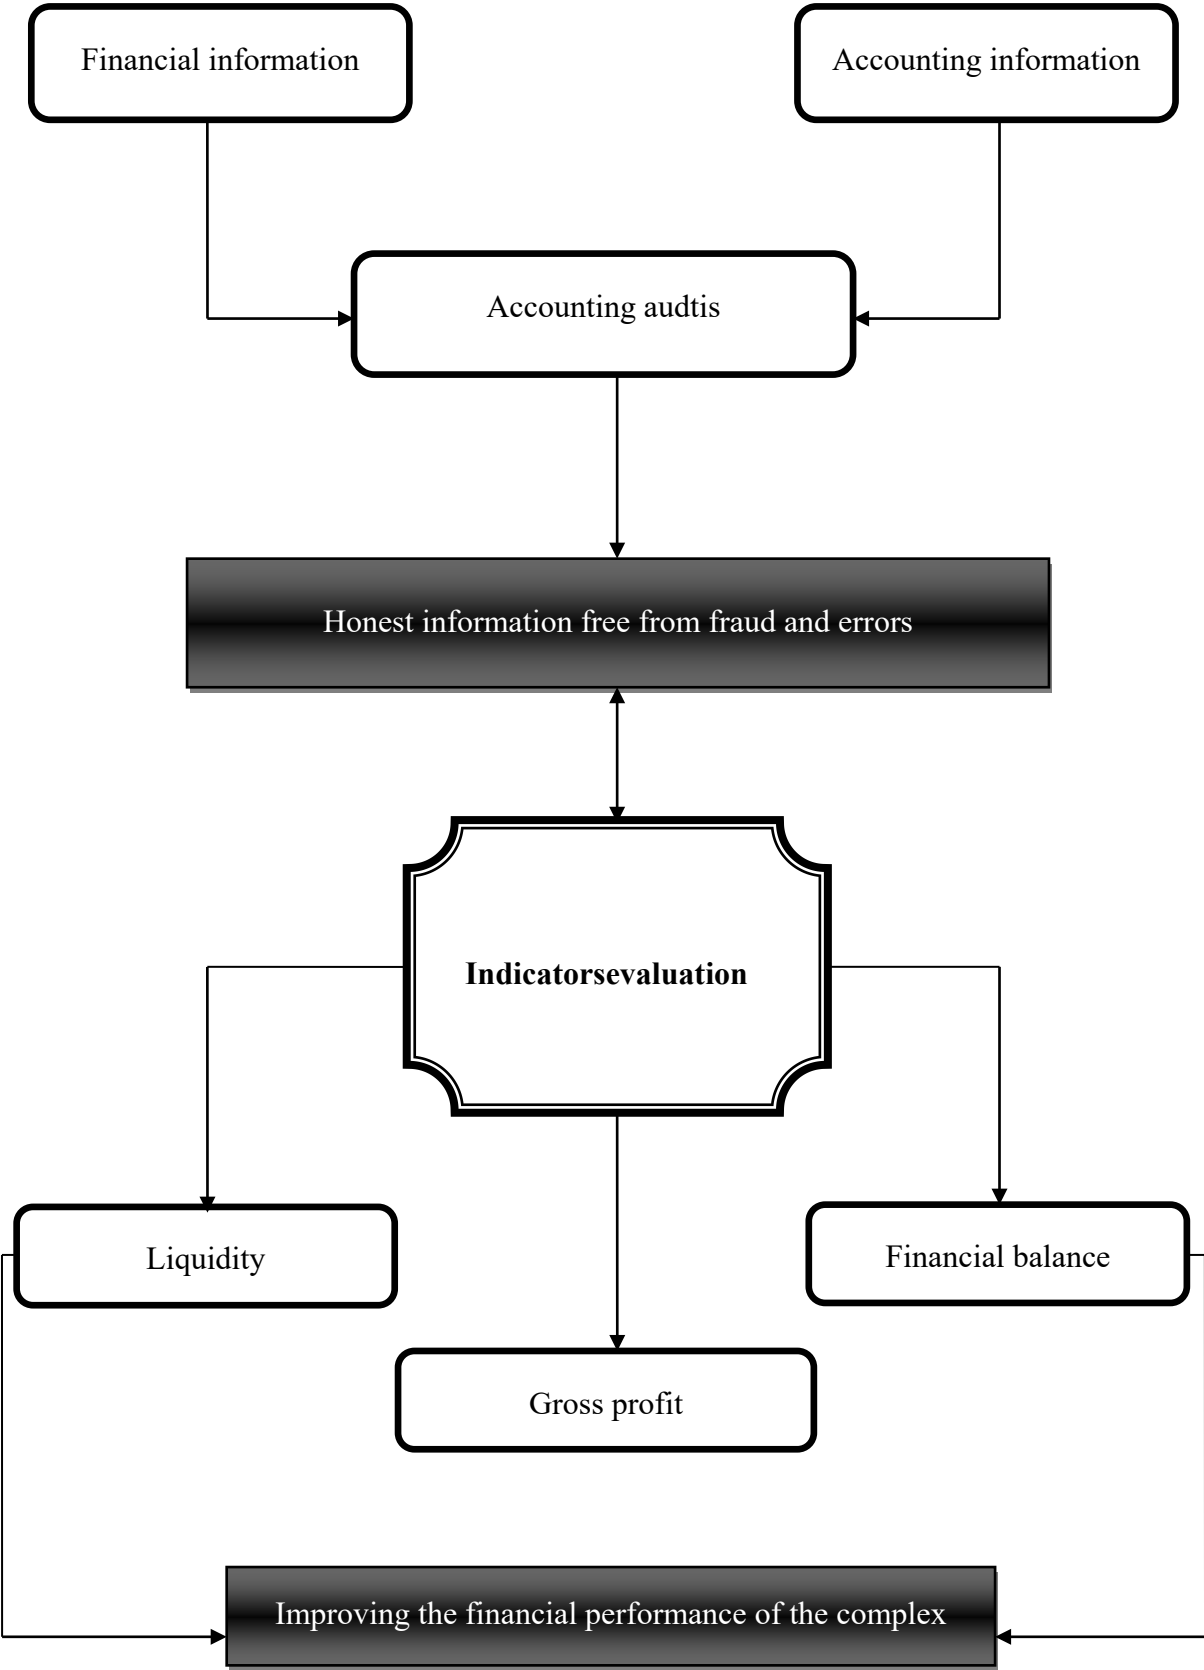 Financial information
Accounting information
Accounting audtis
Honest information free from fraud and errors
Indicatorsevaluation
Liquidity
Financial balance
Gross profit
Improving the financial performance of the complex